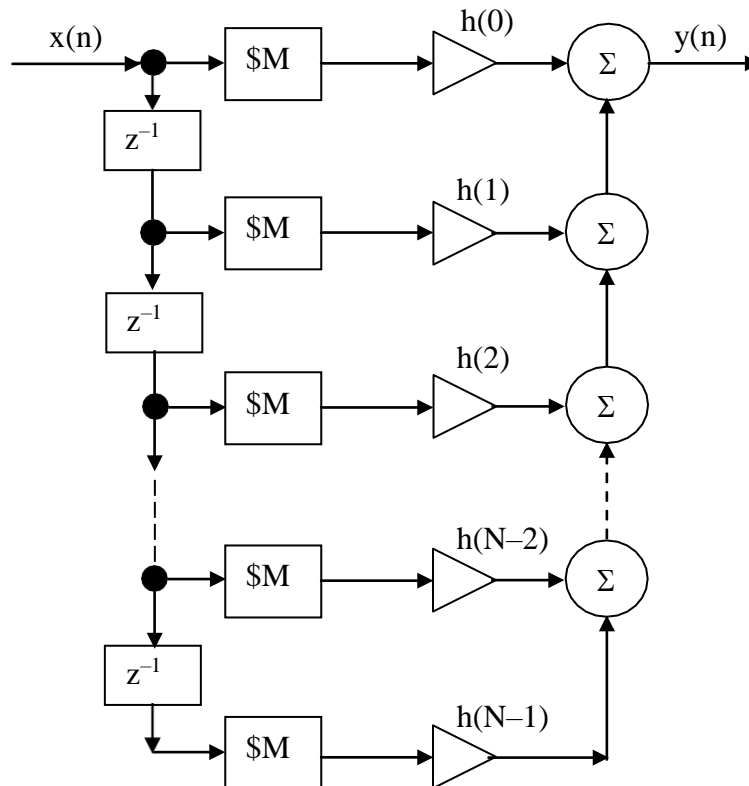 x(n)
$M
h(0)
Σ
y(n)
z⁻¹
$M
h(1)
Σ
z⁻¹
$M
h(2)
Σ
$M
h(N–2)
Σ
z⁻¹
$M
h(N–1)